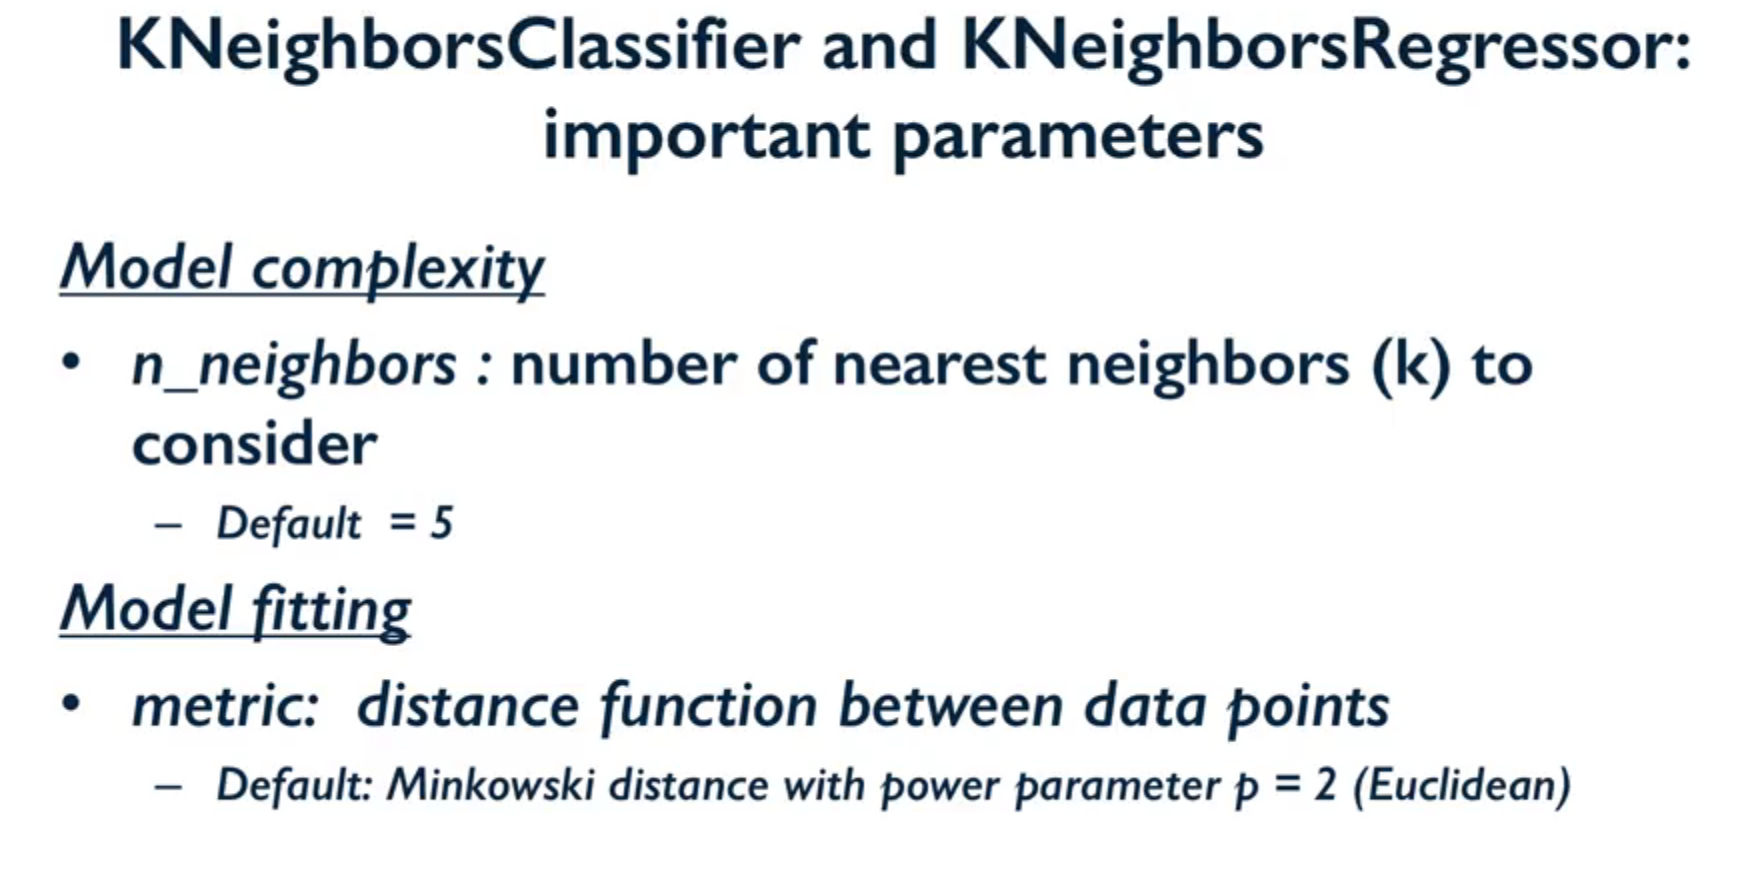 KNeighborsClassifier and KNeighborsRegressor:
important parameters
Model complexity
• n_neighbors : number of nearest neighbors (k) to
consider
– Default = 5
Model fitting
• metric: distance function between data points
– Default: Minkowski distance with power parameter p = 2 (Euclidean)